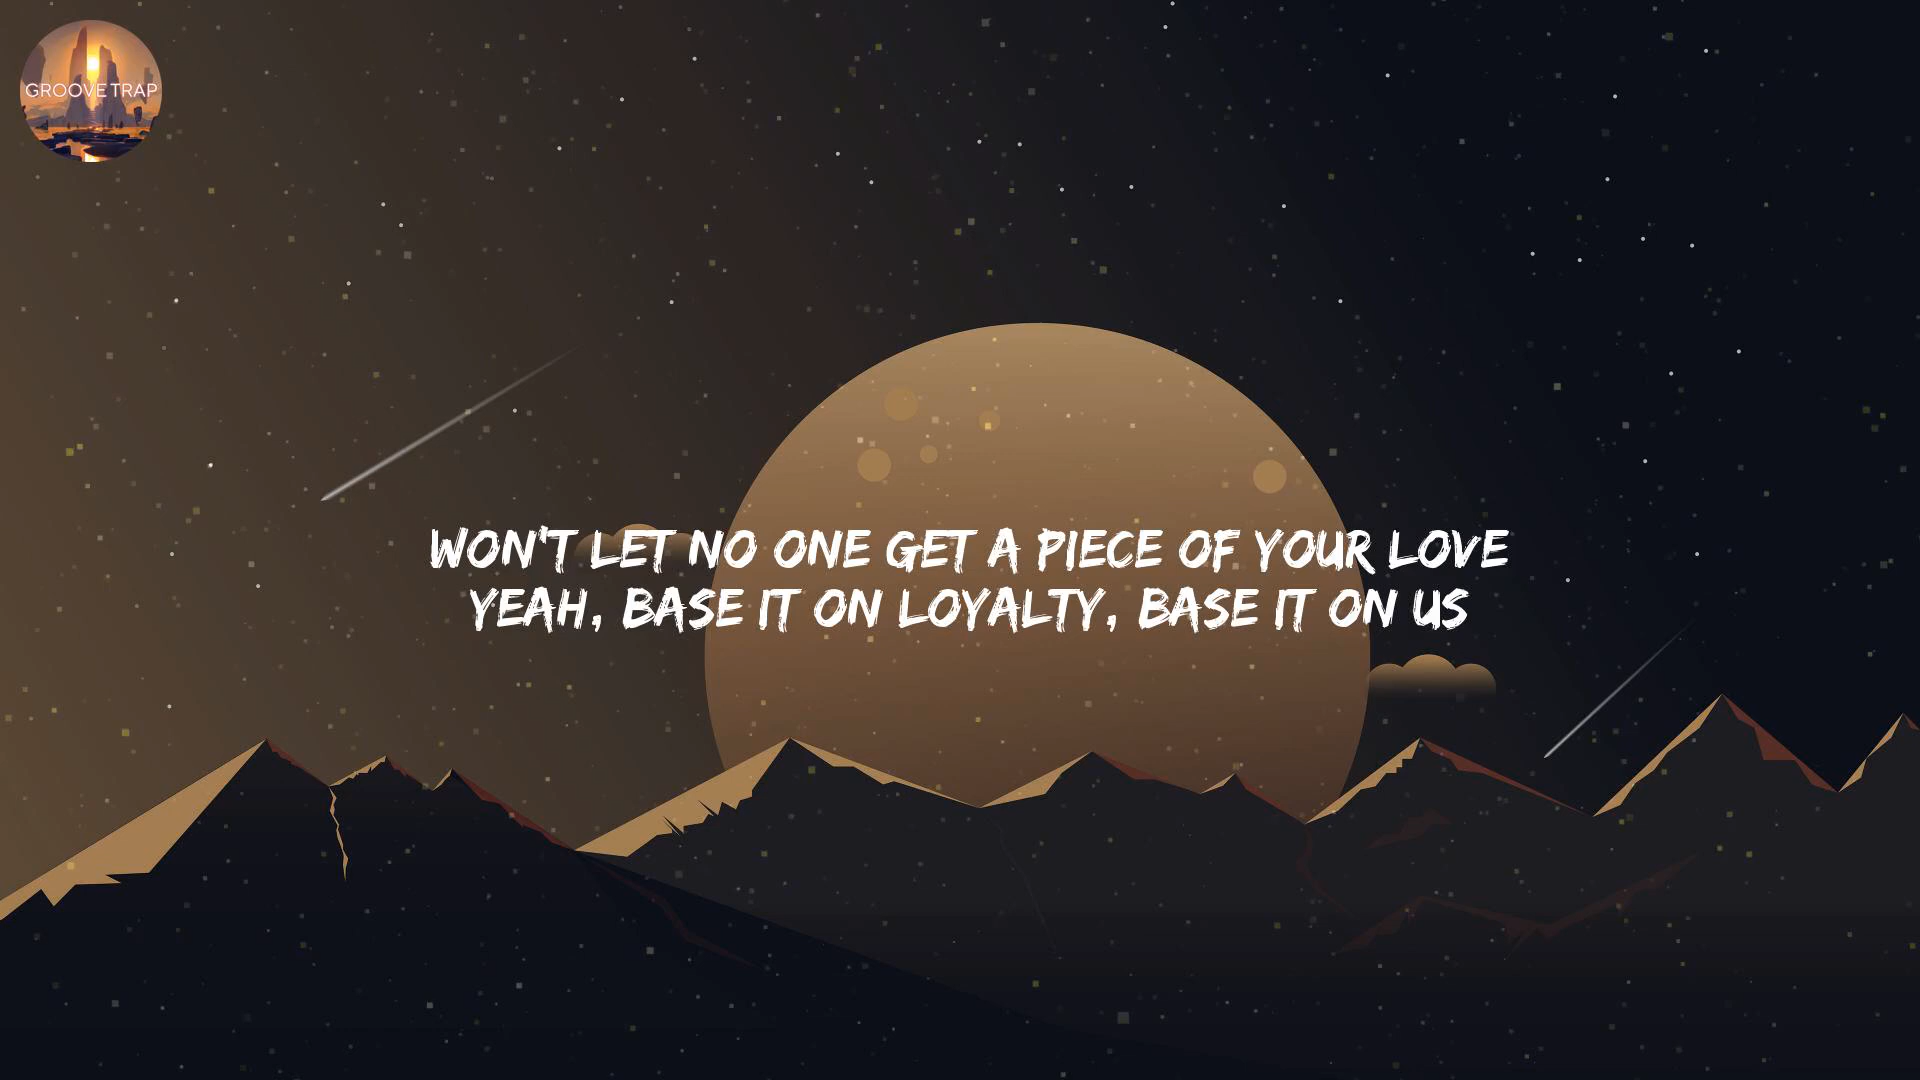 GROOVE TRAP
WON'T LET NO ONE GET A PIECE OF YOUR LOVE
YEAH, BASE IT ON LOYALTY, BASE IT ON US